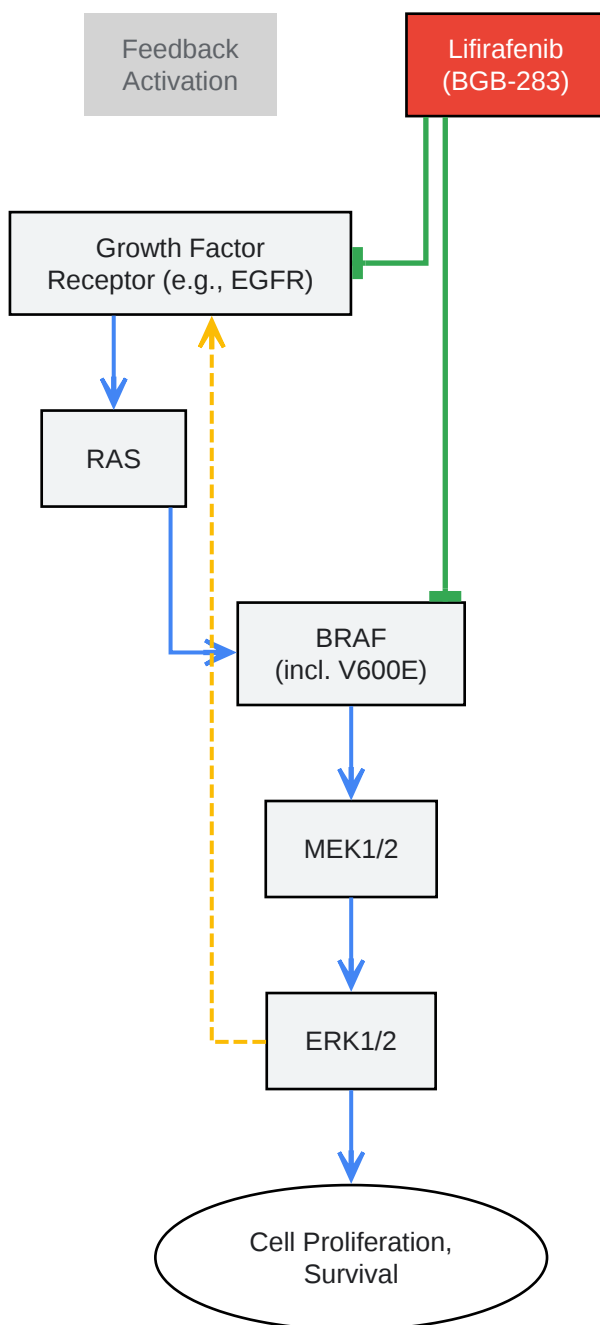 Feedback
Activation
Lifirafenib
(BGB-283)
Growth Factor
Receptor (e.g., EGFR)
RAS
BRAF
(incl. V600E)
MEK1/2
ERK1/2
Cell Proliferation,
Survival